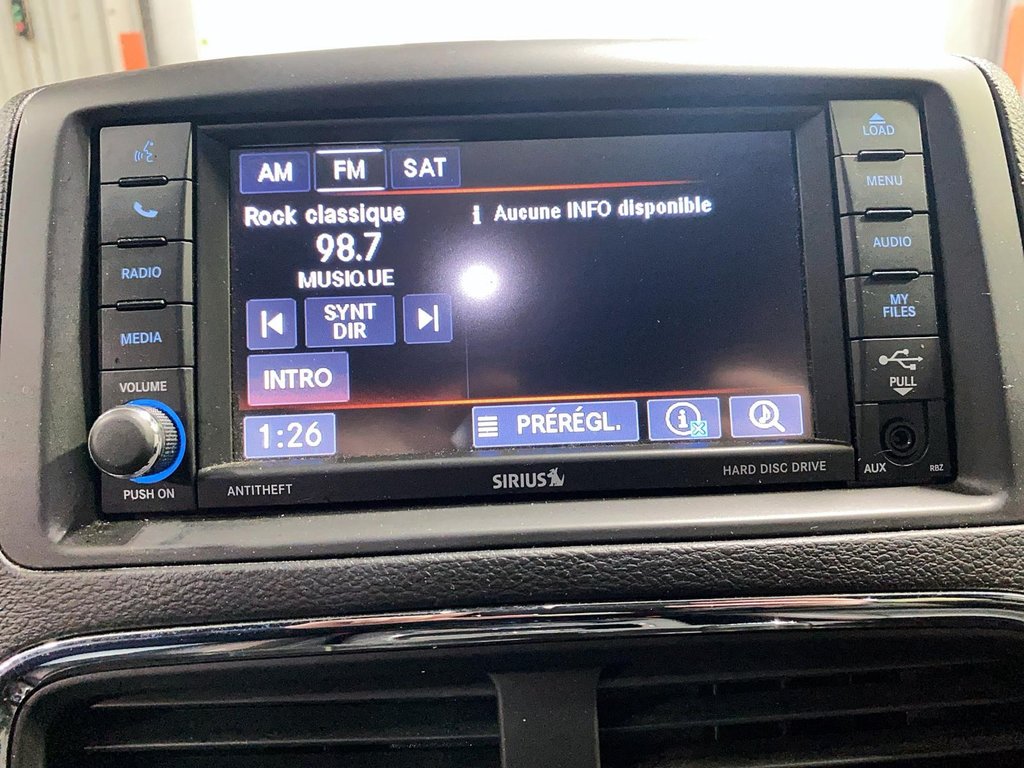 AM FM SAT
Rock classique
98.7
MUSIQUE
i Aucune INFO disponible
SYNT
DIR
INTRO
1:26
PRÉRÉGL.
RADIO
MEDIA
VOLUME
PUSH ON
ANTITHEFT
SIRIUS
HARD DISC DRIVE
LOAD
MENU
AUDIO
MY
FILES
PULL
AUX
RBZ